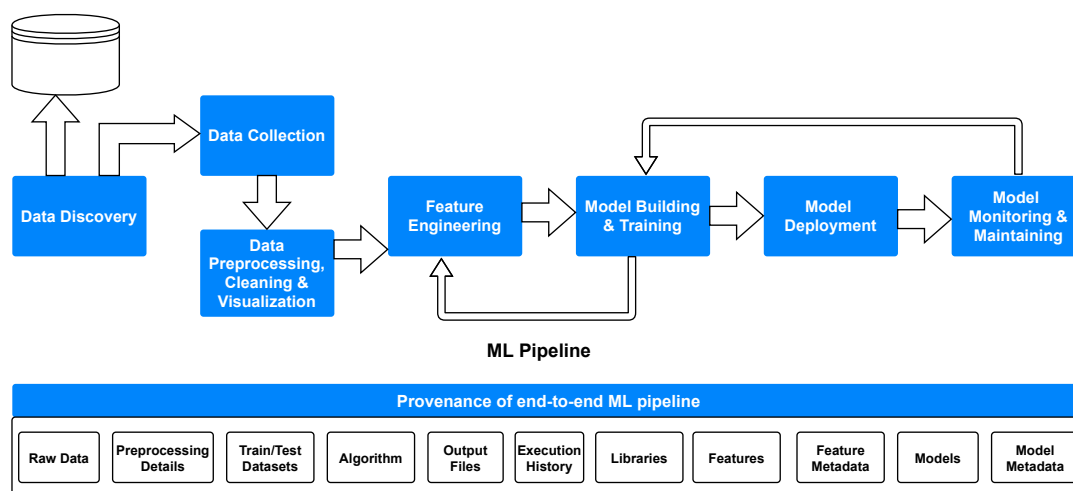 Data Discovery
Data Collection
Data
Preprocessing,
Cleaning &
Visualization
Feature
Engineering
Model Building
& Training
Model
Deployment
Model
Monitoring &
Maintaining
ML Pipeline
Provenance of end-to-end ML pipeline
Raw Data
Preprocessing
Details
Train/Test
Datasets
Algorithm
Output
Files
Execution
History
Libraries
Features
Feature
Metadata
Models
Model
Metadata